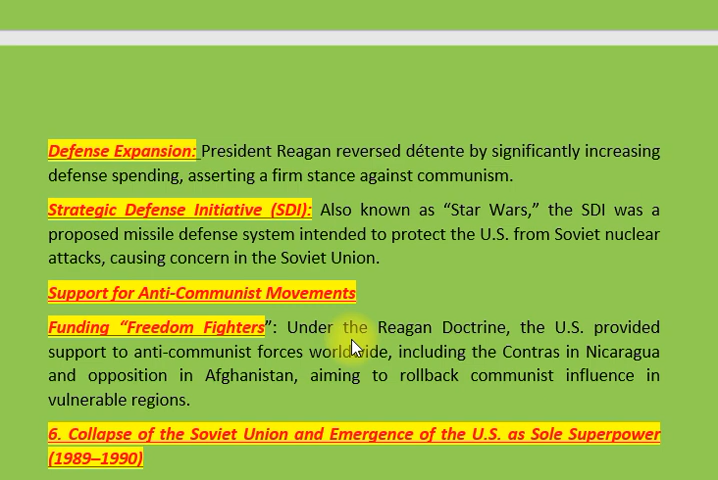 Defense Expansion: President Reagan reversed détente by significantly increasing
defense spending, asserting a firm stance against communism.
Strategic Defense Initiative (SDI): Also known as “Star Wars,” the SDI was a
proposed missile defense system intended to protect the U.S. from Soviet nuclear
attacks, causing concern in the Soviet Union.
Support for Anti-Communist Movements
Funding “Freedom Fighters”: Under the Reagan Doctrine, the U.S. provided
support to anti-communist forces worldwide, including the Contras in Nicaragua
and opposition in Afghanistan, aiming to rollback communist influence in
vulnerable regions.
6. Collapse of the Soviet Union and Emergence of the U.S. as Sole Superpower
(1989–1990)